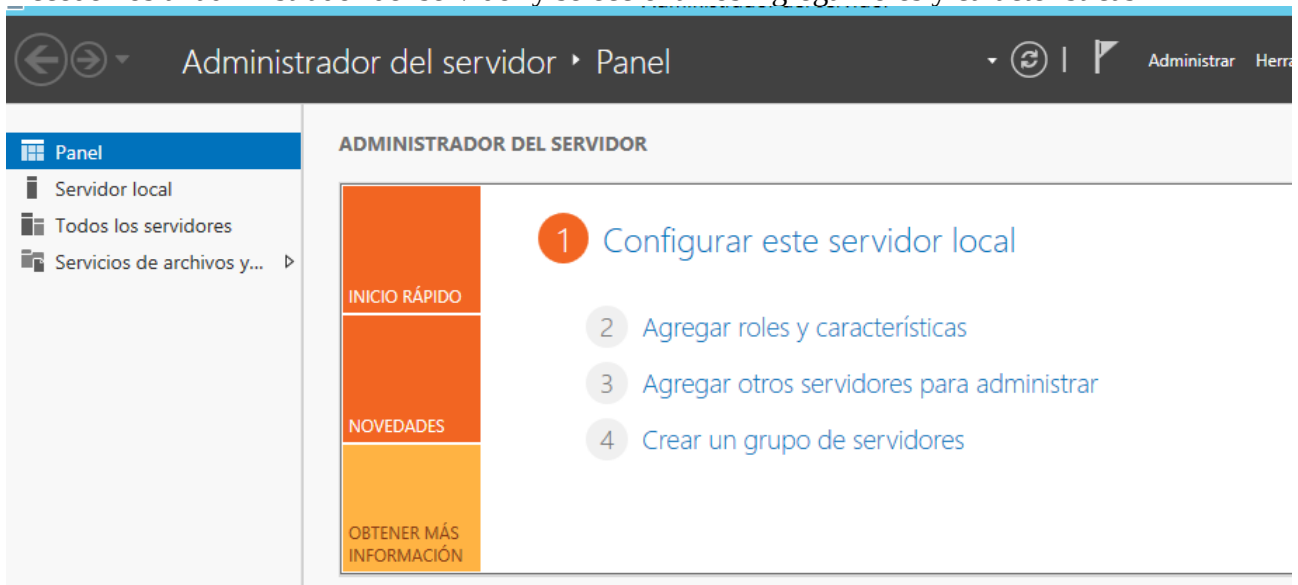 Administrador del servidor ‣ Panel
Administrar Herra
Panel
Servidor local
Todos los servidores
Servicios de archivos y...
ADMINISTRADOR DEL SERVIDOR
INICIO RÁPIDO
NOVEDADES
OBTENER MÁS
INFORMACIÓN
1 Configurar este servidor local
2 Agregar roles y características
3 Agregar otros servidores para administrar
4 Crear un grupo de servidores